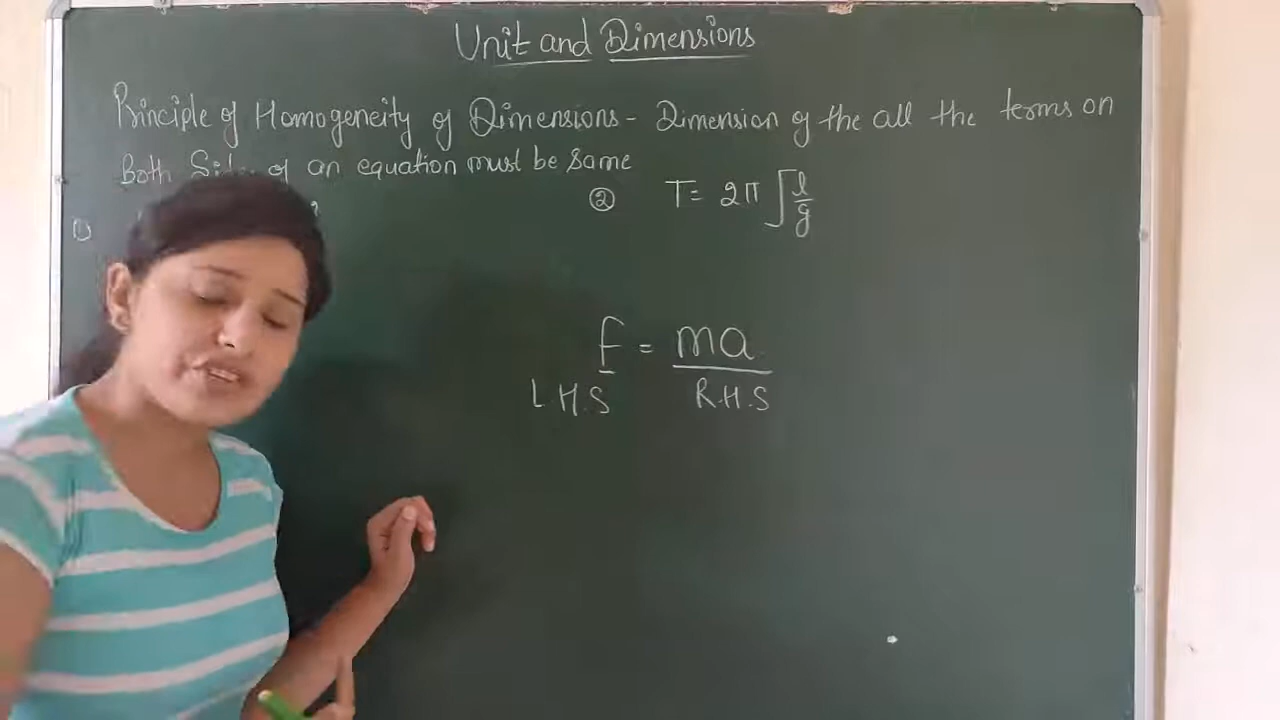 Unit and Dimensions
Principle of Homogeneity of Dimensions - Dimension of the all the terms on
Both of an equation must be same
① ② T = 2π √l/g
F = ma
L.H.S R.H.S